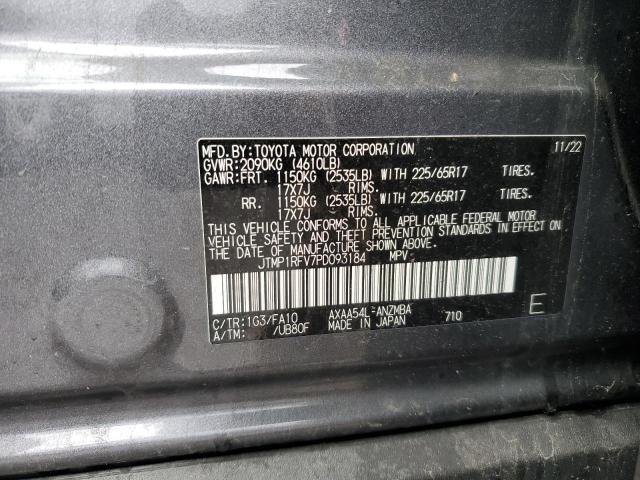 MFD.BY:TOYOTA MOTOR CORPORATION 11/22
GVWR:2090KG (4610LB)
GAWR:FRT. 1150KG (2535LB) WITH 225/65R17 TIRES.
17X7J RIMS.
RR. 1150KG (2535LB) WITH 225/65R17 TIRES.
17X7J RIMS.
THIS VEHICLE CONFORMS TO ALL APPLICABLE FEDERAL MOTOR
VEHICLE SAFETY AND THEFT PREVENTION STANDARDS IN EFFECT
ON THE DATE OF MANUFACTURE SHOWN ABOVE.
JTMP1RFV7PD093184 MPV
C/TR:1G3/FA10 AXAA54L-ANZMBA
A/TM: /UB80F MADE IN JAPAN 710 E